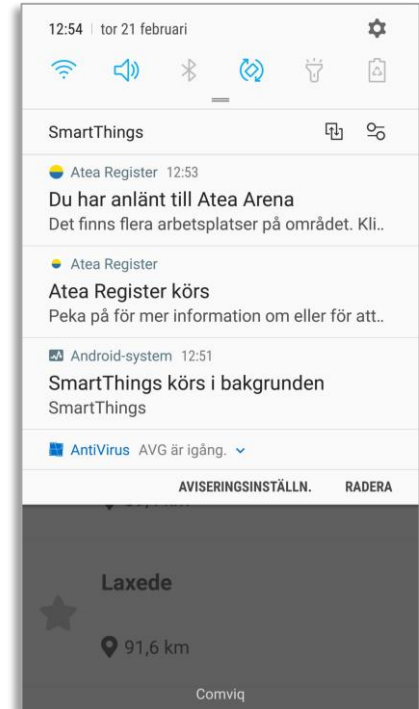 12:54 | tor 21 februari
SmartThings
Atea Register 12:53
Du har anlänt till Atea Arena
Det finns flera arbetsplatser på området. Kli..
Atea Register
Atea Register körs
Peka på för mer information om eller för att..
Android-system 12:51
SmartThings körs i bakgrunden
SmartThings
AntiVirus AVG är igång.
AVISERINGSINSTÄLLN. RADERA
Laxede
91,6 km
Comviq